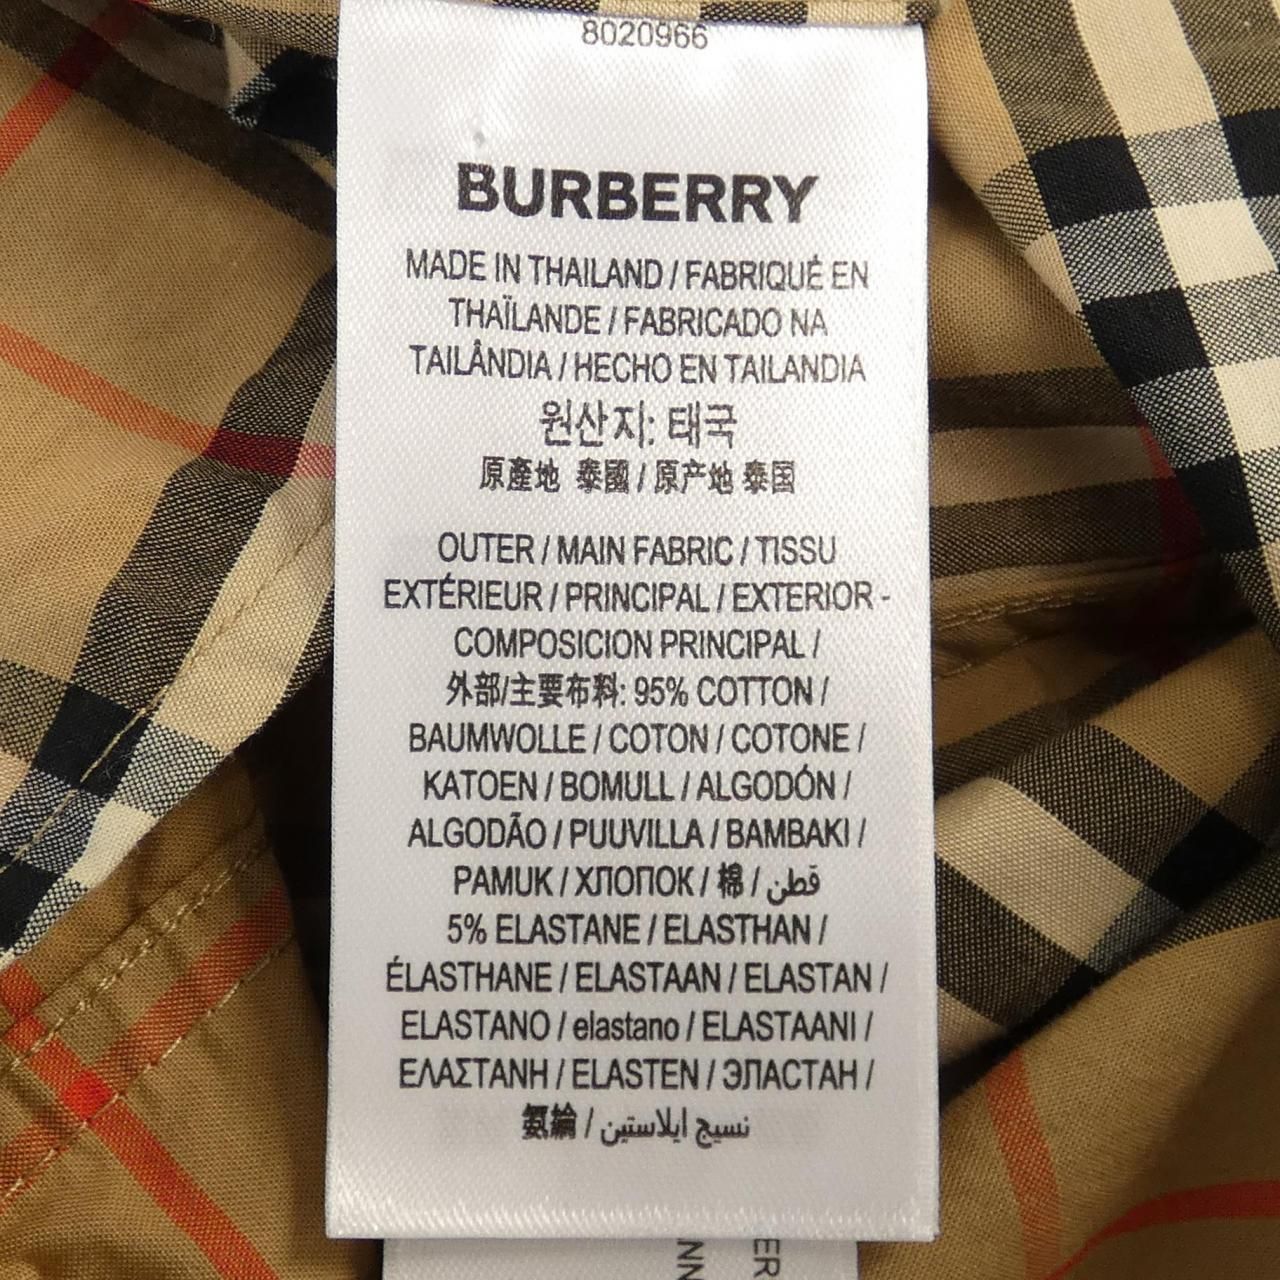 8020966
BURBERRY
MADE IN THAILAND / FABRIQUÉ EN
THAÏLANDE / FABRICADO NA
TAILÂNDIA / HECHO EN TAILANDIA
원산지: 태국
原產地 泰國 / 原产地 泰国
OUTER / MAIN FABRIC / TISSU
EXTÉRIEUR / PRINCIPAL / EXTERIOR -
COMPOSICION PRINCIPAL /
外部/主要布料: 95% COTTON /
BAUMWOLLE / COTON / COTONE /
KATOEN / BOMULL / ALGODÓN /
ALGODÃO / PUUVILLA / BAMBAKI /
PAMUK / ХЛОПОК / 棉 / قطن
5% ELASTANE / ELASTHAN /
ÉLASTHANE / ELASTAAN / ELASTAN /
ELASTANO / elastano / ELASTAANI /
ΕΛΑΣΤΑΝΗ / ELASTEN / ЭЛАСТАН /
氨綸 / نسيج ايلاستين